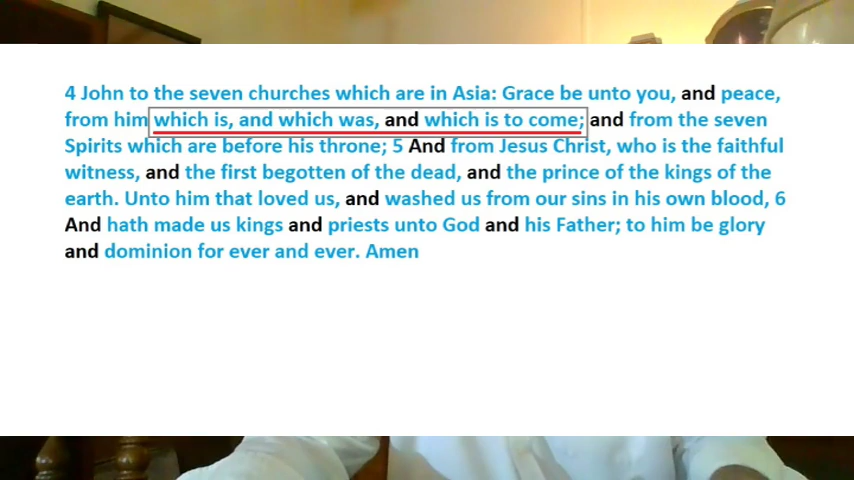 4 John to the seven churches which are in Asia: Grace be unto you, and peace,
from him which is, and which was, and which is to come; and from the seven
Spirits which are before his throne; 5 And from Jesus Christ, who is the faithful
witness, and the first begotten of the dead, and the prince of the kings of the
earth. Unto him that loved us, and washed us from our sins in his own blood, 6
And hath made us kings and priests unto God and his Father; to him be glory
and dominion for ever and ever. Amen